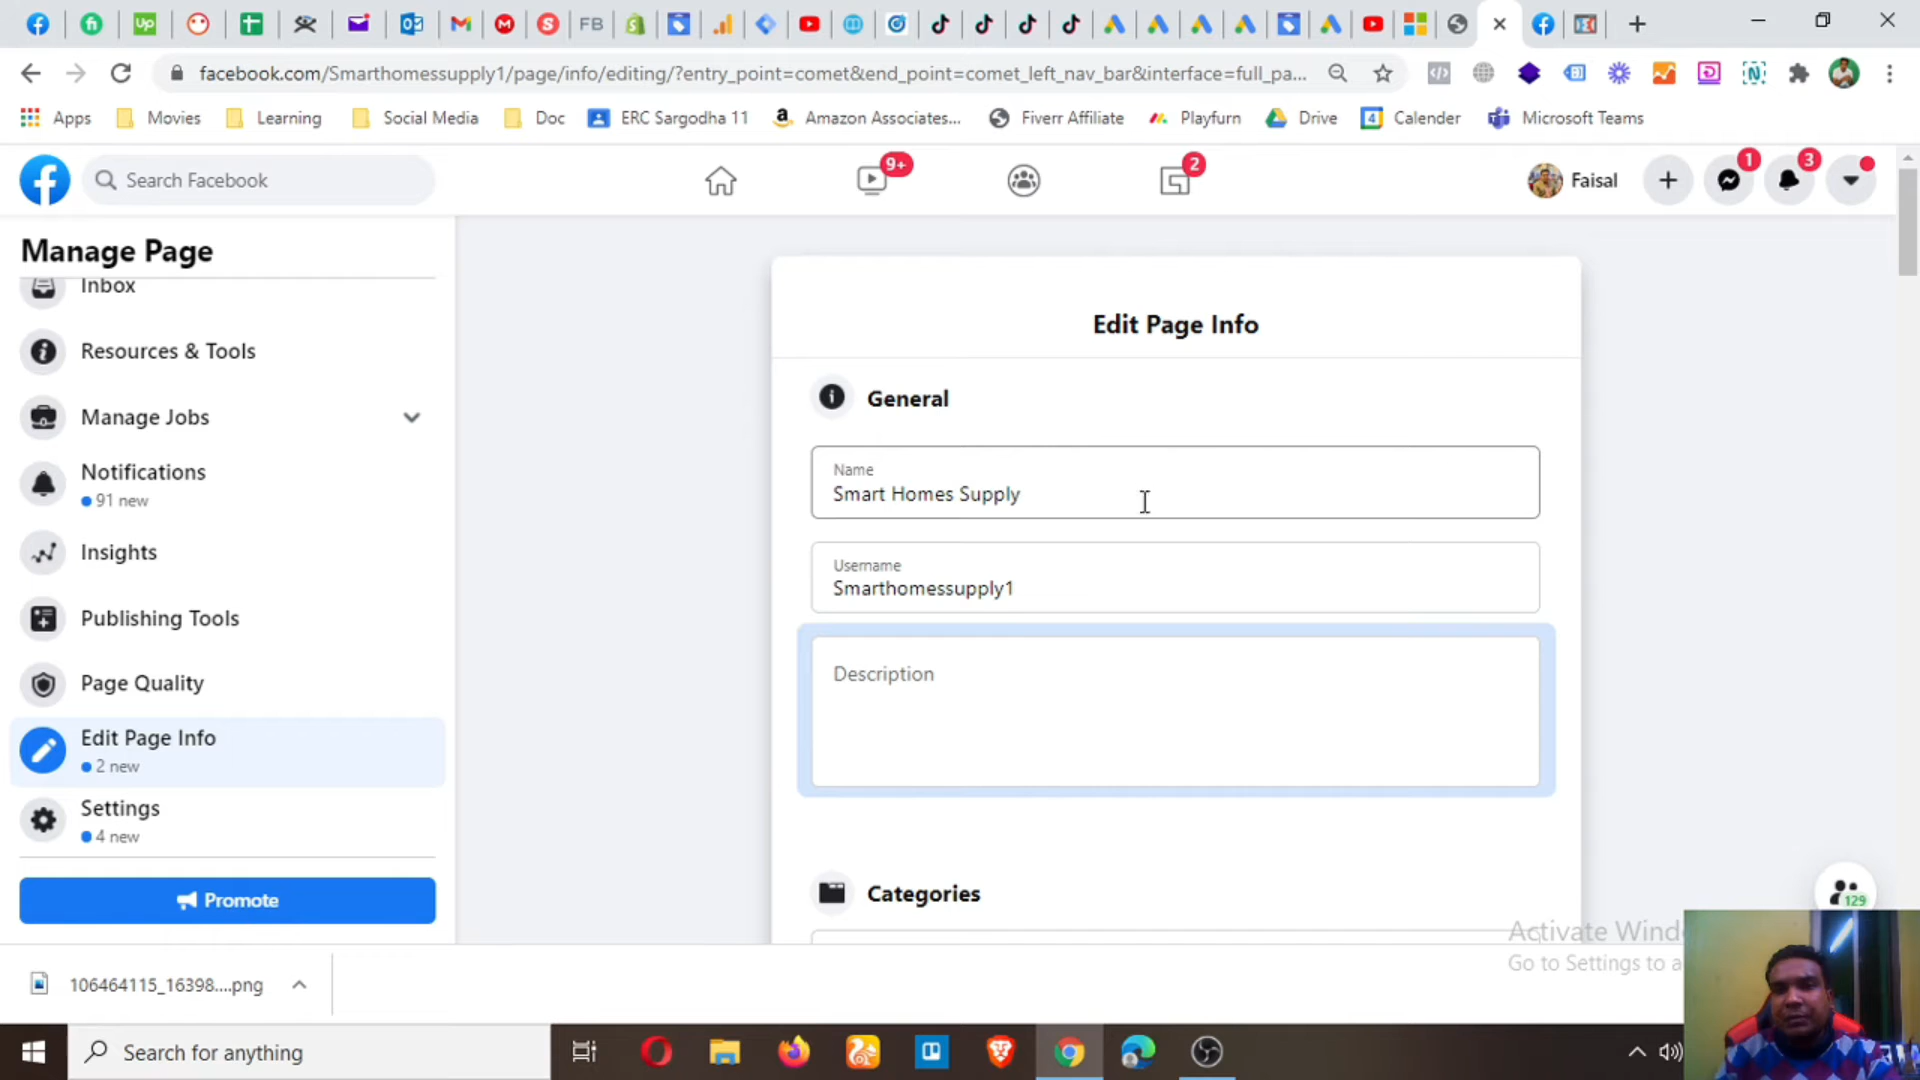 Up
FB
facebook.com/Smarthomessupply1/page/info/editing/?entry_point=comet&end_point=comet_left_nav_bar&interface=full_pa...
Apps
Movies
Learning
Social Media
Doc
ERC Sargodha 11
Amazon Associates...
Fiverr Affiliate
Playfurn
Drive
Calender
Microsoft Teams
Search Facebook
9+
2
Faisal
1
3
Manage Page
Inbox
Resources & Tools
Manage Jobs
Notifications
91 new
Insights
Publishing Tools
Page Quality
Edit Page Info
2 new
Settings
4 new
Promote
Edit Page Info
General
Name
Smart Homes Supply
Username
Smarthomessupply1
Description
Categories
129
Activate Wind
Go to Settings to a
106464115_16398....png
Search for anything